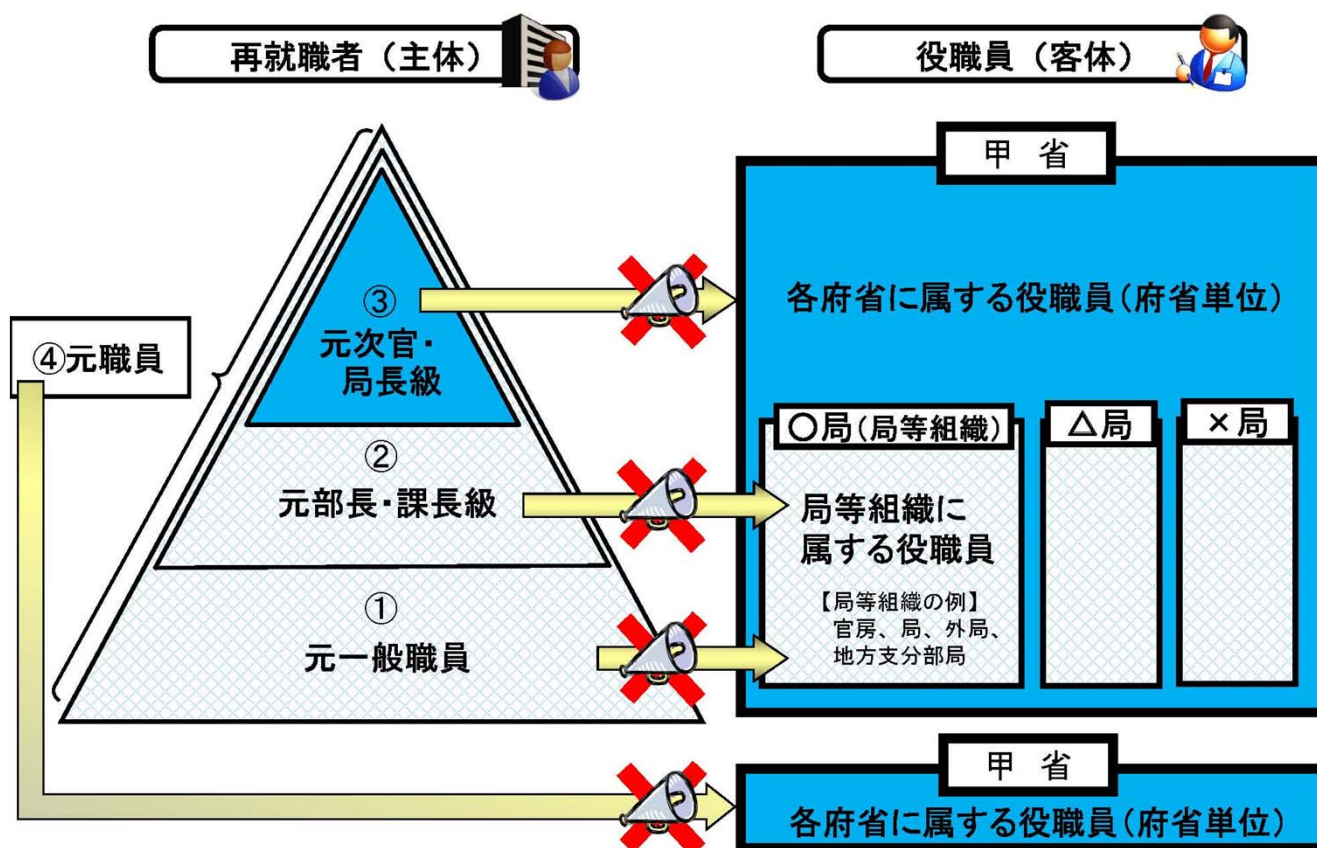 再就職者（主体）
役職員（客体）
甲 省
各府省に属する役職員（府省単位）
③
元次官・
局長級
④元職員
○局（局等組織）
△局
×局
②
元部長・課長級
局等組織に
属する役職員
【局等組織の例】
官房、局、外局、
地方支分部局
①
元一般職員
甲 省
各府省に属する役職員（府省単位）